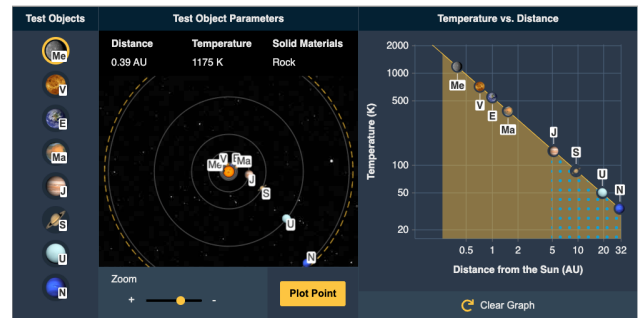 Test Objects
Test Object Parameters
Temperature vs. Distance
Me
V
E
Ma
J
S
U
N
Distance Temperature Solid Materials
0.39 AU 1175 K Rock
Me V E Ma
J
S
U
N
Zoom
+ -
Plot Point
Temperature (K)
2000
1000
500
100
50
20
Me
V
E
Ma
J
S
U
N
0.5 1 2 5 10 20 32
Distance from the Sun (AU)
Clear Graph